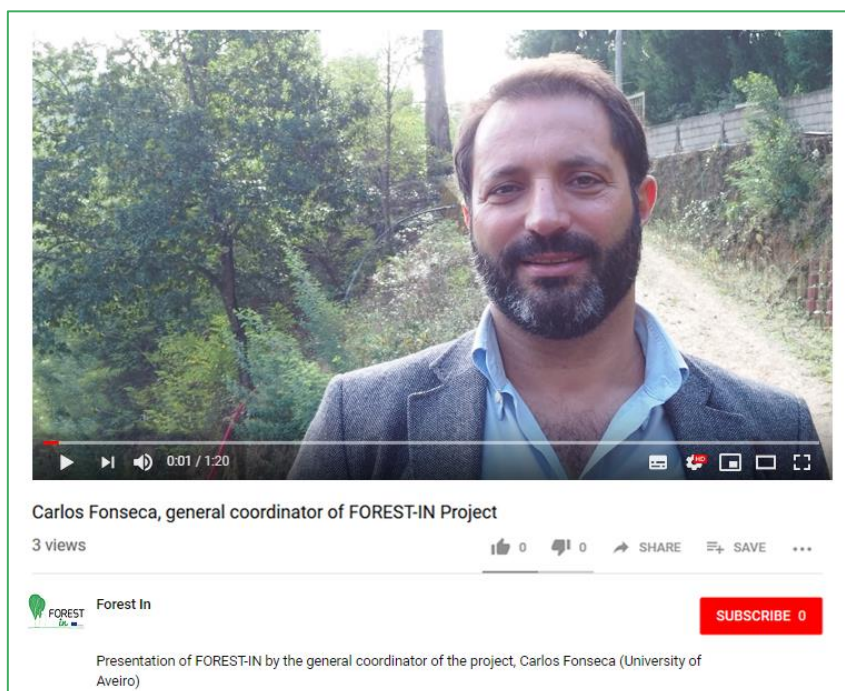 0:01 / 1:20
HD
Carlos Fonseca, general coordinator of FOREST-IN Project
3 views
0
0
SHARE
SAVE
FOREST
in
Forest In
SUBSCRIBE 0
Presentation of FOREST-IN by the general coordinator of the project, Carlos Fonseca (University of
Aveiro)